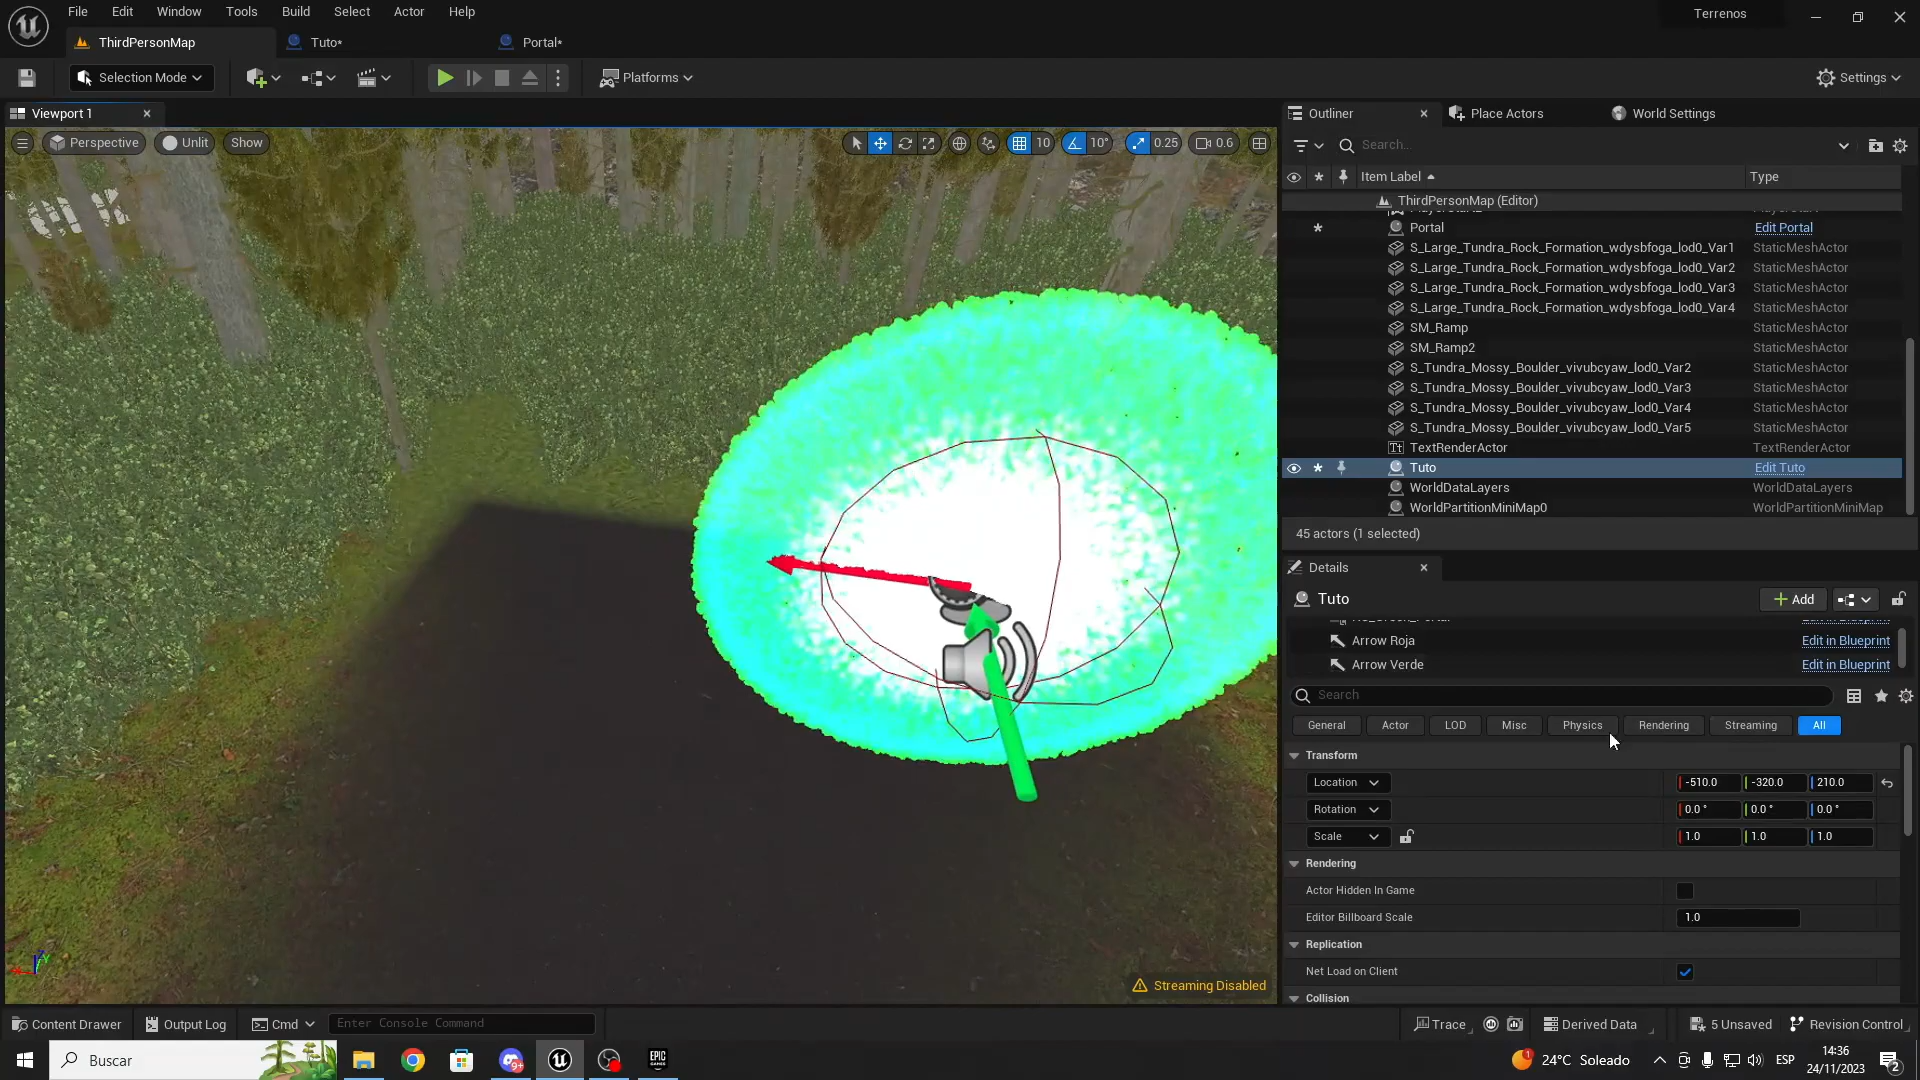 File Edit Window Tools Build Select Actor Help
Terrenos
ThirdPersonMap Tuto* Portal*
Selection Mode Platforms Settings
Viewport 1
Outliner Place Actors World Settings
Perspective Unlit Show 10 10° 0.25 0.6
Search...
Item Label Type
ThirdPersonMap (Editor)
Portal Edit Portal
S_Large_Tundra_Rock_Formation_wdysbfoga_lod0_Var1 StaticMeshActor
S_Large_Tundra_Rock_Formation_wdysbfoga_lod0_Var2 StaticMeshActor
S_Large_Tundra_Rock_Formation_wdysbfoga_lod0_Var3 StaticMeshActor
S_Large_Tundra_Rock_Formation_wdysbfoga_lod0_Var4 StaticMeshActor
SM_Ramp StaticMeshActor
SM_Ramp2 StaticMeshActor
S_Tundra_Mossy_Boulder_vivubcyaw_lod0_Var2 StaticMeshActor
S_Tundra_Mossy_Boulder_vivubcyaw_lod0_Var3 StaticMeshActor
S_Tundra_Mossy_Boulder_vivubcyaw_lod0_Var4 StaticMeshActor
S_Tundra_Mossy_Boulder_vivubcyaw_lod0_Var5 StaticMeshActor
Tt TextRenderActor TextRenderActor
Tuto Edit Tuto
WorldDataLayers WorldDataLayers
WorldPartitionMiniMap0 WorldPartitionMiniMap
45 actors (1 selected)
Details
Tuto + Add
Arrow Roja Edit in Blueprint
Arrow Verde Edit in Blueprint
Search
General Actor LOD Misc Physics Rendering Streaming All
Transform
Location -510.0 -320.0 210.0
Rotation 0.0 ° 0.0 ° 0.0 °
Scale 1.0 1.0 1.0
Rendering
Actor Hidden In Game
Editor Billboard Scale 1.0
Replication
Net Load on Client
Collision
Streaming Disabled
Content Drawer Output Log Cmd Enter Console Command
Trace Derived Data 5 Unsaved Revision Control
Buscar
EPIC GAMES
9+
1 24°C Soleado ESP
14:36
24/11/2023
2